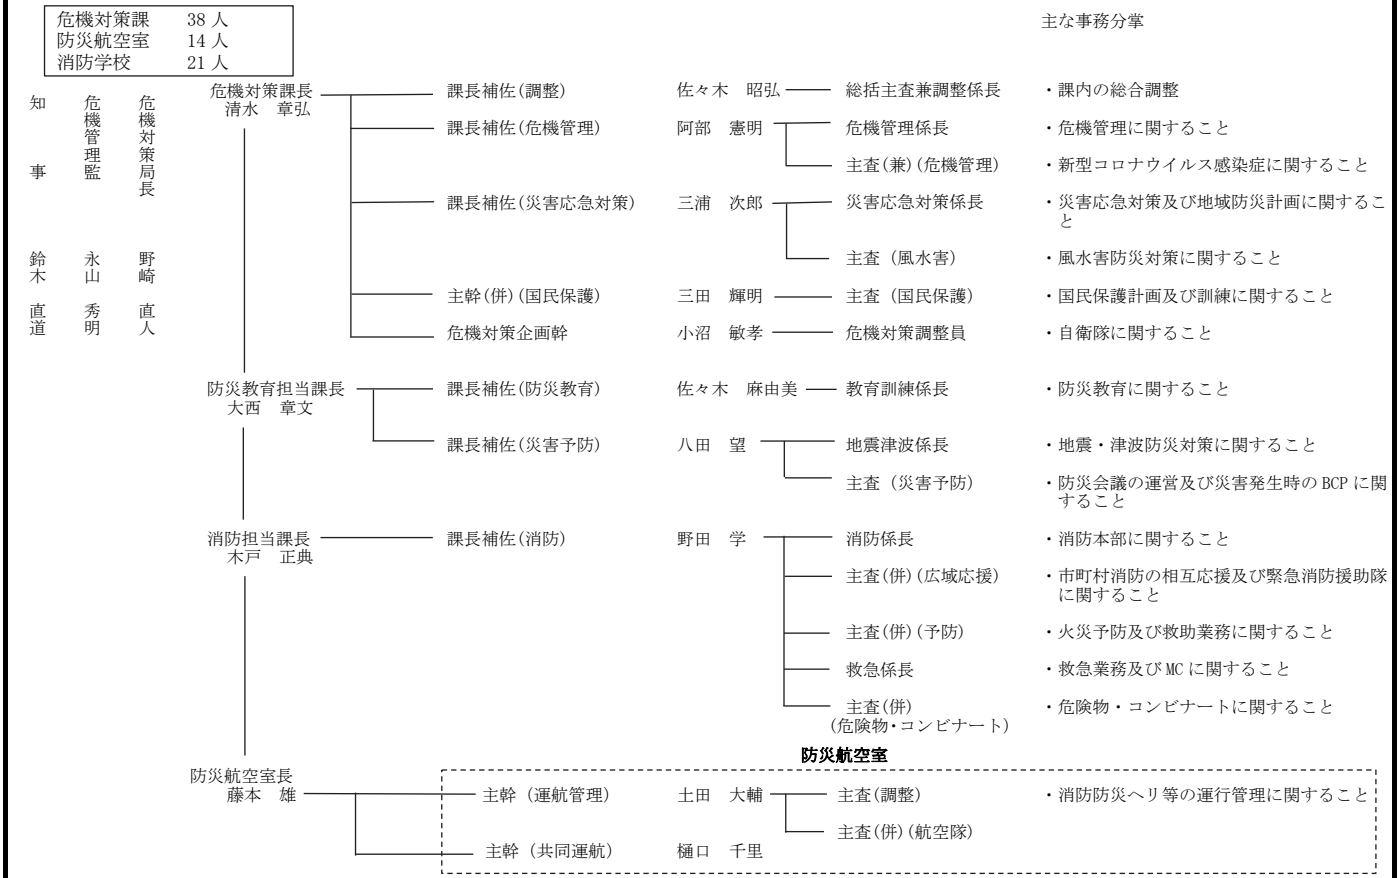 危機対策課 38人
防災航空室 14人
消防学校 21人
主な事務分掌
知事 鈴木 直道
危機管理監 永山 秀明
危機対策局長 野崎 直人
危機対策課長
清水 章弘
課長補佐(調整) 佐々木 昭弘 総括主査兼調整係長 ・課内の総合調整
課長補佐(危機管理) 阿部 憲明 危機管理係長 ・危機管理に関すること
主査(兼)(危機管理) ・新型コロナウイルス感染症に関すること
課長補佐(災害応急対策) 三浦 次郎 災害応急対策係長 ・災害応急対策及び地域防災計画に関するこ
と
主査(風水害) ・風水害防災対策に関すること
主幹(併)(国民保護) 三田 輝明 主査(国民保護) ・国民保護計画及び訓練に関すること
危機対策企画幹 小沼 敏孝 危機対策調整員 ・自衛隊に関すること
防災教育担当課長
大西 章文
課長補佐(防災教育) 佐々木 麻由美 教育訓練係長 ・防災教育に関すること
課長補佐(災害予防) 八田 望 地震津波係長 ・地震・津波防災対策に関すること
主査(災害予防) ・防災会議の運営及び災害発生時のBCPに関
すること
消防担当課長
木戸 正典
課長補佐(消防) 野田 学 消防係長 ・消防本部に関すること
主査(併)(広域応援) ・市町村消防の相互応援及び緊急消防援助隊
に関すること
主査(併)(予防) ・火災予防及び救助業務に関すること
救急係長 ・救急業務及びMCに関すること
主査(併) ・危険物・コンビナートに関すること
(危険物・コンビナート)
防災航空室
防災航空室長
藤本 雄
主幹(運航管理) 土田 大輔 主査(調整) ・消防防災ヘリ等の運行管理に関すること
主査(併)(航空隊)
主幹(共同運航) 樋口 千里